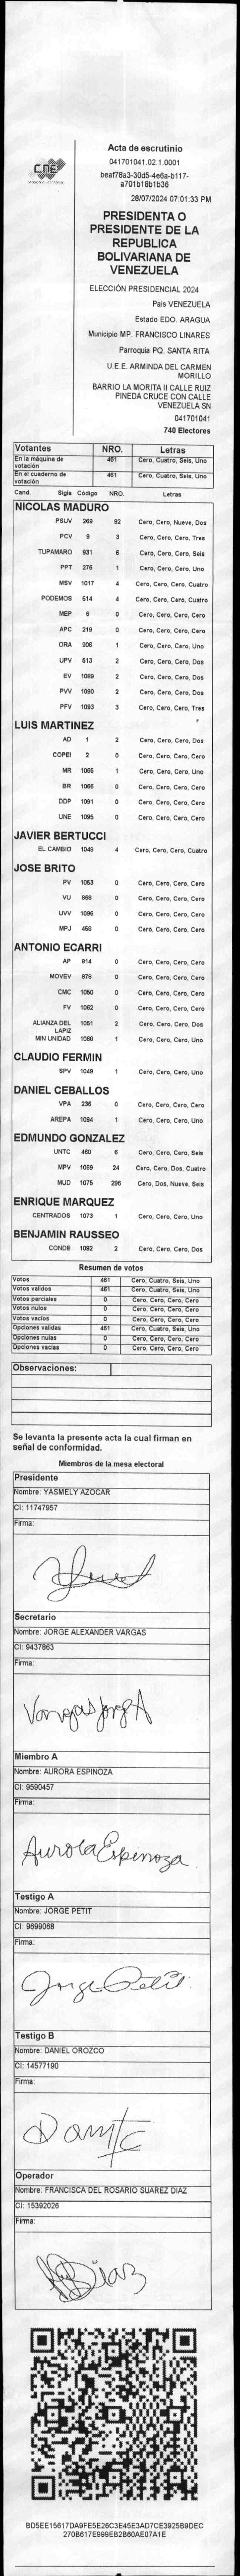 CNE
Acta de escrutinio
041701041.02.1.0001
beaf78a3-30d5-4e6a-b117-
a701b18b1b36
28/07/2024 07:01:33 PM
PRESIDENTA O
PRESIDENTE DE LA
REPUBLICA
BOLIVARIANA DE
VENEZUELA
ELECCIÓN PRESIDENCIAL 2024
Pais VENEZUELA
Estado EDO. ARAGUA
Municipio MP. FRANCISCO LINARES
Parroquia PQ. SANTA RITA
U.E.E. ARMINDA DEL CARMEN
MORILLO
BARRIO LA MORITA II CALLE RUIZ
PINEDA CRUCE CON CALLE
VENEZUELA SN
041701041
740 Electores
Votantes NRO. Letras
En la máquina de votación 461 Cero, Cuatro, Seis, Uno
En el cuaderno de votación 461 Cero, Cuatro, Seis, Uno
Cand. Sigla Código NRO. Letras
NICOLAS MADURO
PSUV 269 92 Cero, Cero, Nueve, Dos
PCV 9 3 Cero, Cero, Cero, Tres
TUPAMARO 931 6 Cero, Cero, Cero, Seis
PPT 276 1 Cero, Cero, Cero, Uno
MSV 1017 4 Cero, Cero, Cero, Cuatro
PODEMOS 514 4 Cero, Cero, Cero, Cuatro
MEP 6 0 Cero, Cero, Cero, Cero
APC 219 0 Cero, Cero, Cero, Cero
ORA 906 1 Cero, Cero, Cero, Uno
UPV 513 2 Cero, Cero, Cero, Dos
EV 1089 2 Cero, Cero, Cero, Dos
PVV 1090 2 Cero, Cero, Cero, Dos
PFV 1093 3 Cero, Cero, Cero, Tres
LUIS MARTINEZ
AD 1 2 Cero, Cero, Cero, Dos
COPEI 2 0 Cero, Cero, Cero, Cero
MR 1065 1 Cero, Cero, Cero, Uno
BR 1066 0 Cero, Cero, Cero, Cero
DDP 1091 0 Cero, Cero, Cero, Cero
UNE 1095 0 Cero, Cero, Cero, Cero
JAVIER BERTUCCI
EL CAMBIO 1048 4 Cero, Cero, Cero, Cuatro
JOSE BRITO
PV 1053 0 Cero, Cero, Cero, Cero
VU 868 0 Cero, Cero, Cero, Cero
UVV 1096 0 Cero, Cero, Cero, Cero
MPJ 458 0 Cero, Cero, Cero, Cero
ANTONIO ECARRI
AP 814 0 Cero, Cero, Cero, Cero
MOVEV 878 0 Cero, Cero, Cero, Cero
CMC 1050 0 Cero, Cero, Cero, Cero
FV 1062 0 Cero, Cero, Cero, Cero
ALIANZA DEL LAPIZ 1051 2 Cero, Cero, Cero, Dos
MIN UNIDAD 1068 1 Cero, Cero, Cero, Uno
CLAUDIO FERMIN
SPV 1049 1 Cero, Cero, Cero, Uno
DANIEL CEBALLOS
VPA 236 0 Cero, Cero, Cero, Cero
AREPA 1094 1 Cero, Cero, Cero, Uno
EDMUNDO GONZALEZ
UNTC 460 6 Cero, Cero, Cero, Seis
MPV 1069 24 Cero, Cero, Dos, Cuatro
MUD 1075 296 Cero, Dos, Nueve, Seis
ENRIQUE MARQUEZ
CENTRADOS 1073 1 Cero, Cero, Cero, Uno
BENJAMIN RAUSSEO
CONDE 1092 2 Cero, Cero, Cero, Dos
Resumen de votos
Votos 461 Cero, Cuatro, Seis, Uno
Votos validos 461 Cero, Cuatro, Seis, Uno
Votos parciales 0 Cero, Cero, Cero, Cero
Votos nulos 0 Cero, Cero, Cero, Cero
Votos vacios 0 Cero, Cero, Cero, Cero
Opciones validas 461 Cero, Cuatro, Seis, Uno
Opciones nulas 0 Cero, Cero, Cero, Cero
Opciones vacias 0 Cero, Cero, Cero, Cero
Observaciones:
Se levanta la presente acta la cual firman en
señal de conformidad.
Miembros de la mesa electoral
Presidente
Nombre: YASMELY AZOCAR
CI: 11747957
Firma:
Secretario
Nombre: JORGE ALEXANDER VARGAS
CI: 9437863
Firma:
Vargas Jorge A
Miembro A
Nombre: AURORA ESPINOZA
CI: 9590457
Firma:
Aurora Espinoza
Testigo A
Nombre: JORGE PETIT
CI: 9699068
Firma:
Jorge Petit
Testigo B
Nombre: DANIEL OROZCO
CI: 14577190
Firma:
Operador
Nombre: FRANCISCA DEL ROSARIO SUAREZ DIAZ
CI: 15392026
Firma:
Diaz
BD5EE15617DA9FE5E26C3E45E3AD7CE3925B9DEC
270B617E999EB2B60AE07A1E